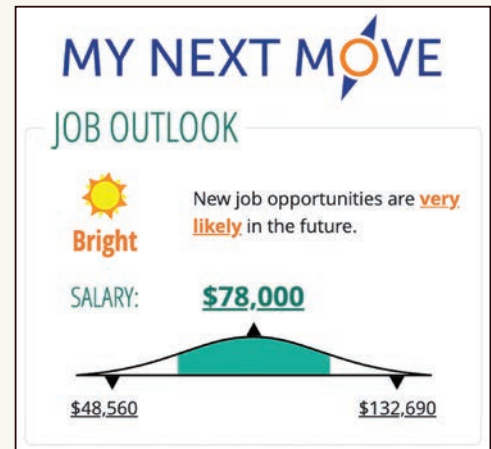 MY NEXT MOVE
JOB OUTLOOK
Bright
New job opportunities are very
likely in the future.
SALARY: $78,000
$48,560 $132,690